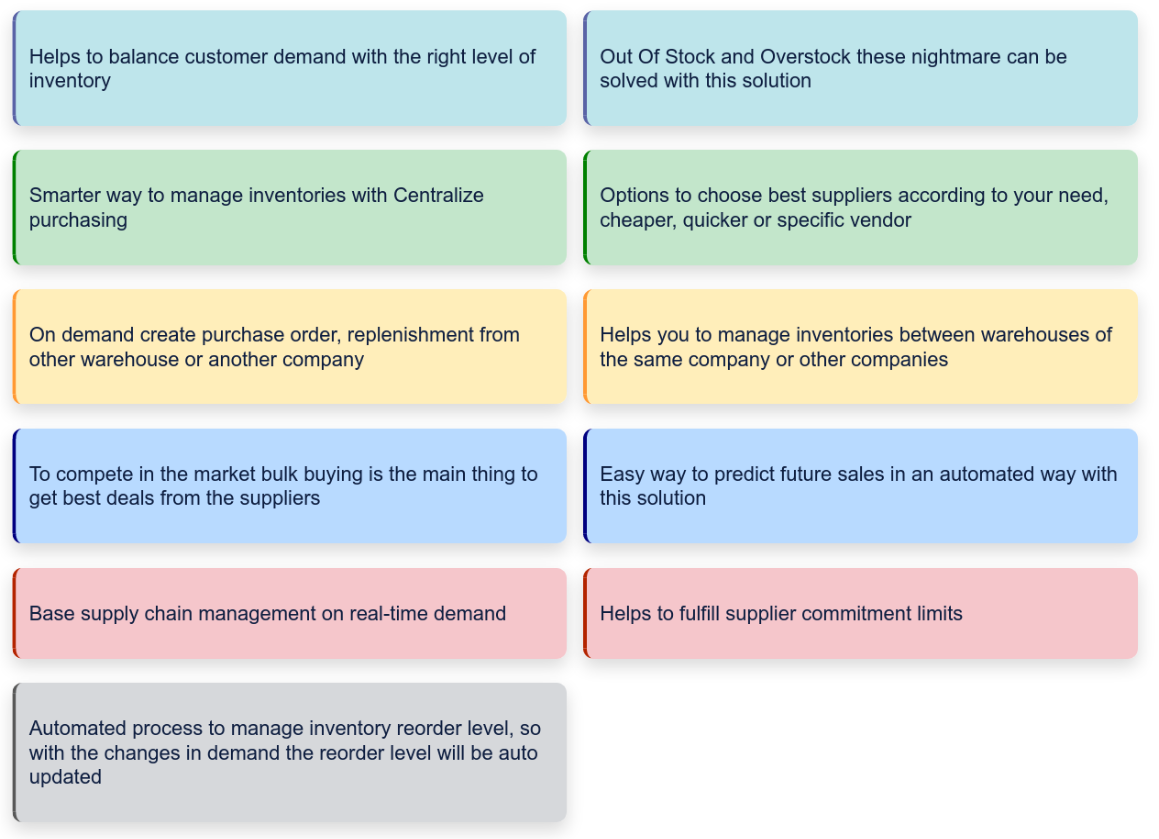 Helps to balance customer demand with the right level of
inventory
Out Of Stock and Overstock these nightmare can be
solved with this solution
Smarter way to manage inventories with Centralize
purchasing
Options to choose best suppliers according to your need,
cheaper, quicker or specific vendor
On demand create purchase order, replenishment from
other warehouse or another company
Helps you to manage inventories between warehouses of
the same company or other companies
To compete in the market bulk buying is the main thing to
get best deals from the suppliers
Easy way to predict future sales in an automated way with
this solution
Base supply chain management on real-time demand
Helps to fulfill supplier commitment limits
Automated process to manage inventory reorder level, so
with the changes in demand the reorder level will be auto
updated